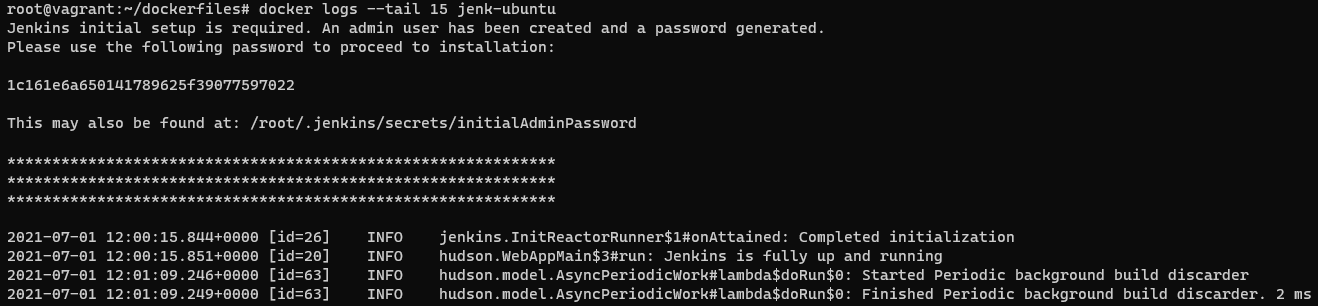 root@vagrant:~/dockerfiles# docker logs --tail 15 jenk-ubuntu
Jenkins initial setup is required. An admin user has been created and a password generated.
Please use the following password to proceed to installation:
1c161e6a650141789625f39077597022
This may also be found at: /root/.jenkins/secrets/initialAdminPassword
*************************************************************
*************************************************************
*************************************************************
2021-07-01 12:00:15.844+0000 [id=26]    INFO    jenkins.InitReactorRunner$1#onAttained: Completed initialization
2021-07-01 12:00:15.851+0000 [id=20]    INFO    hudson.WebAppMain$3#run: Jenkins is fully up and running
2021-07-01 12:01:09.246+0000 [id=63]    INFO    hudson.model.AsyncPeriodicWork#lambda$doRun$0: Started Periodic background build discarder
2021-07-01 12:01:09.249+0000 [id=63]    INFO    hudson.model.AsyncPeriodicWork#lambda$doRun$0: Finished Periodic background build discarder. 2 ms